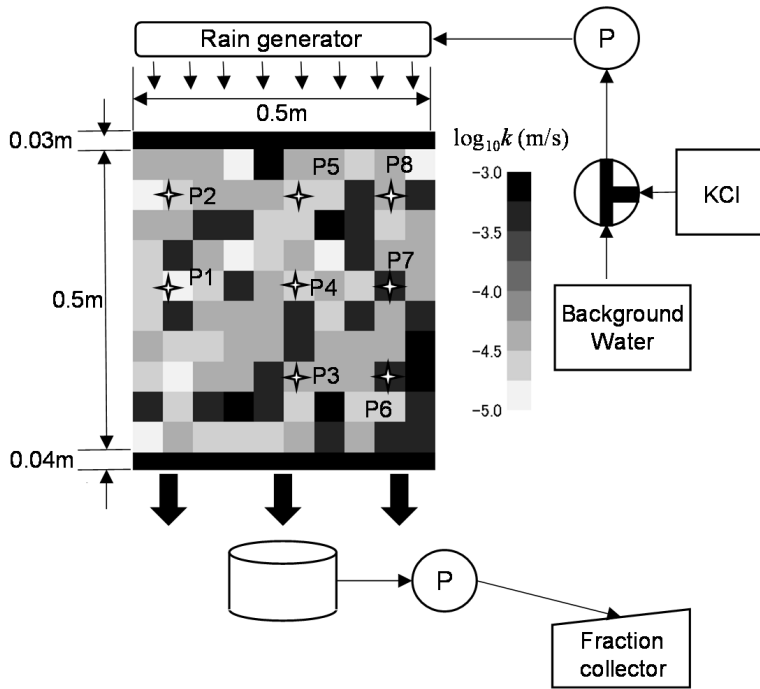 Rain generator
P
0.5m
0.03m
log₁₀k (m/s)
P5
P8
P2
−3.0
−3.5
−4.0
−4.5
−5.0
KCl
P1
P4
P7
0.5m
Background
Water
P3
P6
0.04m
P
Fraction
collector